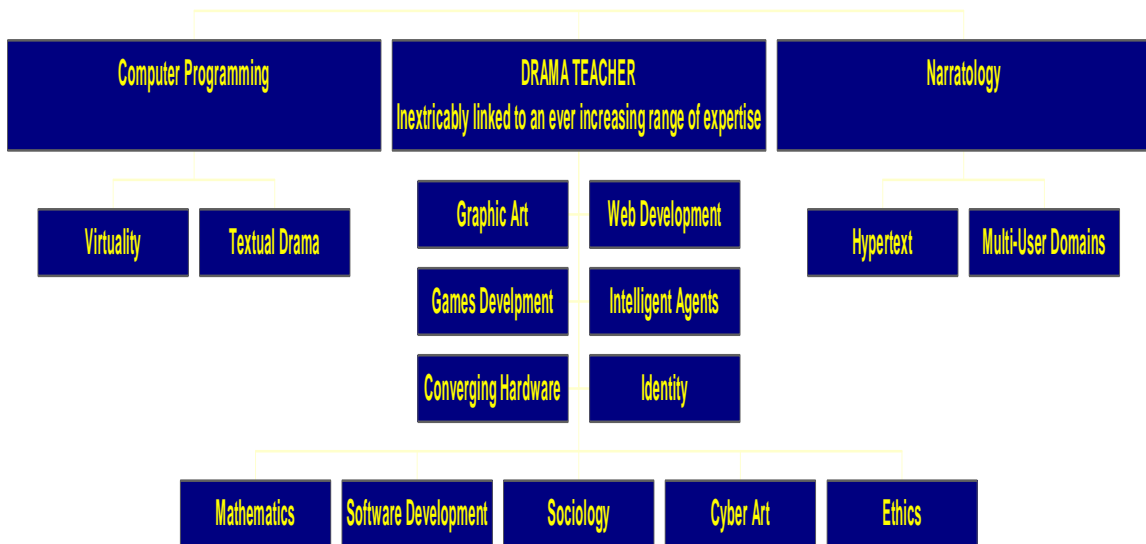 Computer Programming
DRAMA TEACHER
Inextricably linked to an ever increasing range of expertise
Narratology
Graphic Art
Web Development
Virtuality
Textual Drama
Hypertext
Multi-User Domains
Games Develpment
Intelligent Agents
Converging Hardware
Identity
Mathematics
Software Development
Sociology
Cyber Art
Ethics